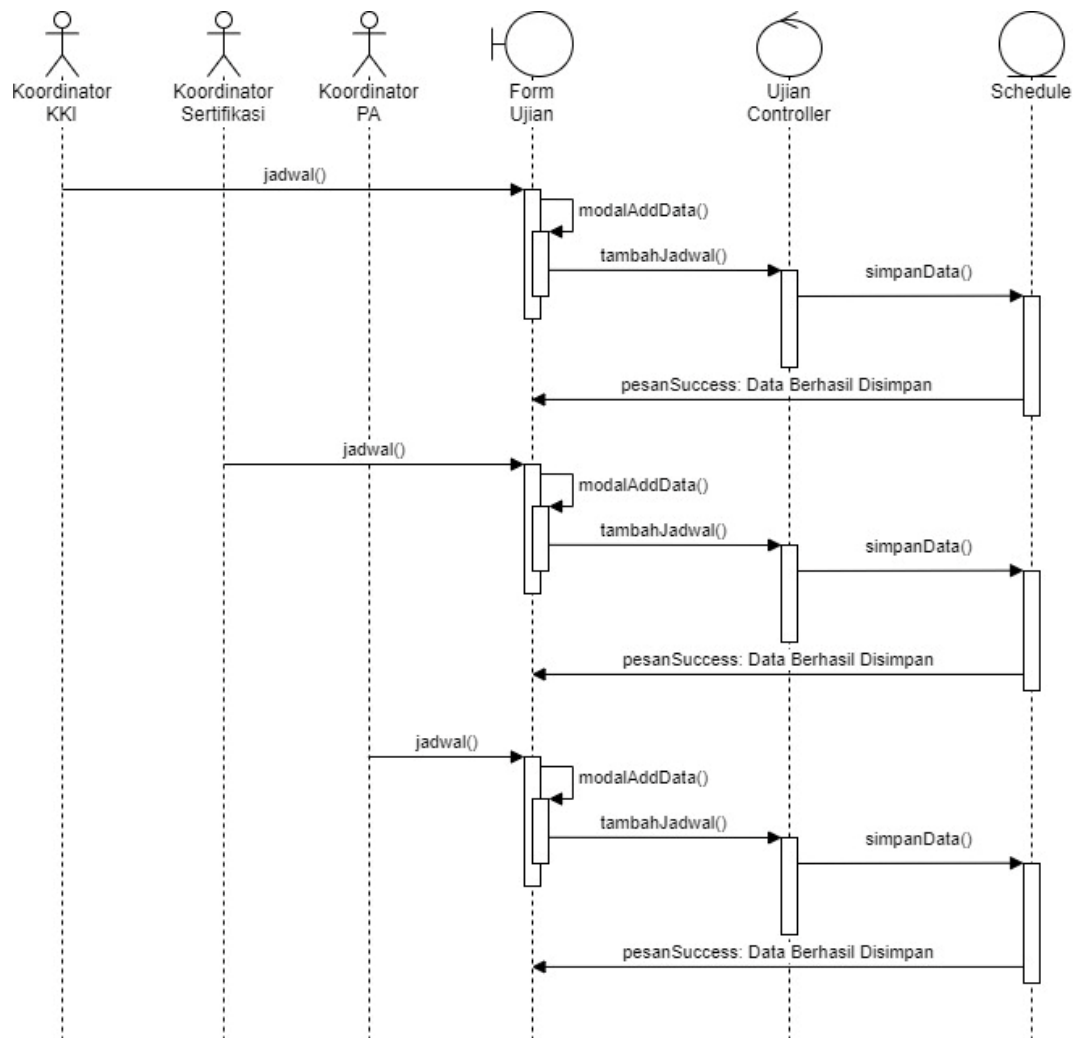 Koordinator
KKI
Koordinator
Sertifikasi
Koordinator
PA
Form
Ujian
Ujian
Controller
Schedule
jadwal()
modalAddData()
tambahJadwal()
simpanData()
pesanSuccess: Data Berhasil Disimpan
jadwal()
modalAddData()
tambahJadwal()
simpanData()
pesanSuccess: Data Berhasil Disimpan
jadwal()
modalAddData()
tambahJadwal()
simpanData()
pesanSuccess: Data Berhasil Disimpan